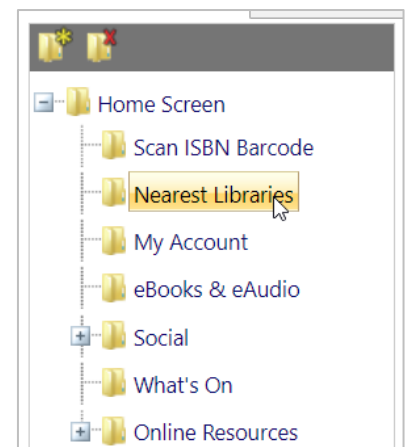 Home Screen
Scan ISBN Barcode
Nearest Libraries
My Account
eBooks & eAudio
Social
What's On
Online Resources